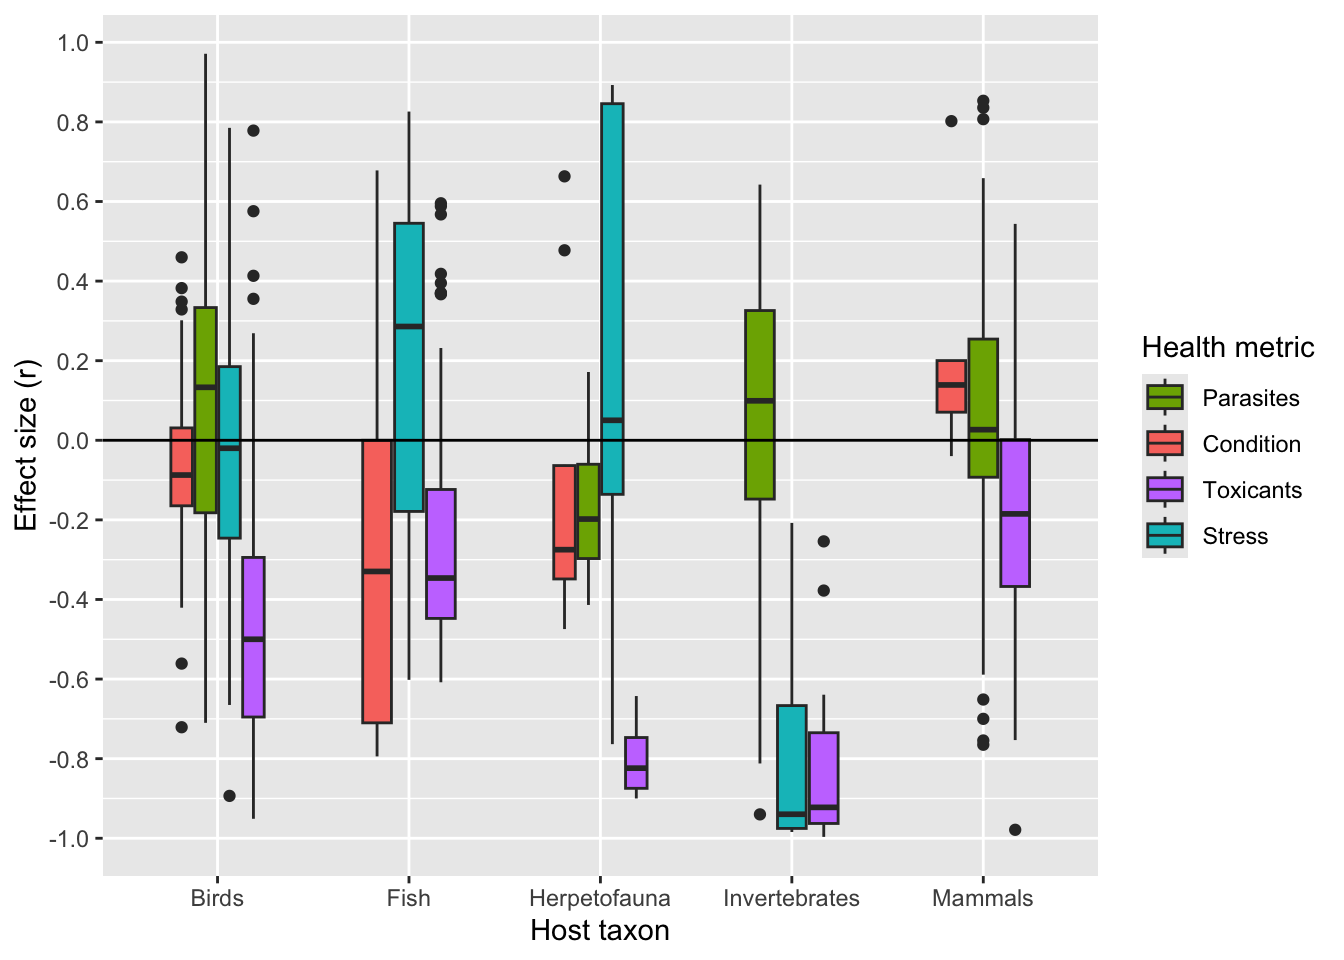 Effect size (r)
1.0
0.8
0.6
0.4
0.2
0.0
-0.2
-0.4
-0.6
-0.8
-1.0
Birds Fish Herpetofauna Invertebrates Mammals
Host taxon
Health metric
Parasites
Condition
Toxicants
Stress